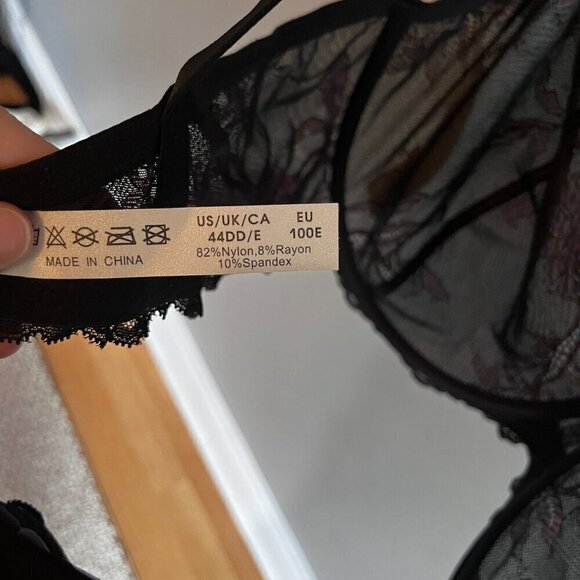 US/UK/CA EU
44DD/E 100E
82%Nylon,8%Rayon
10%Spandex
MADE IN CHINA